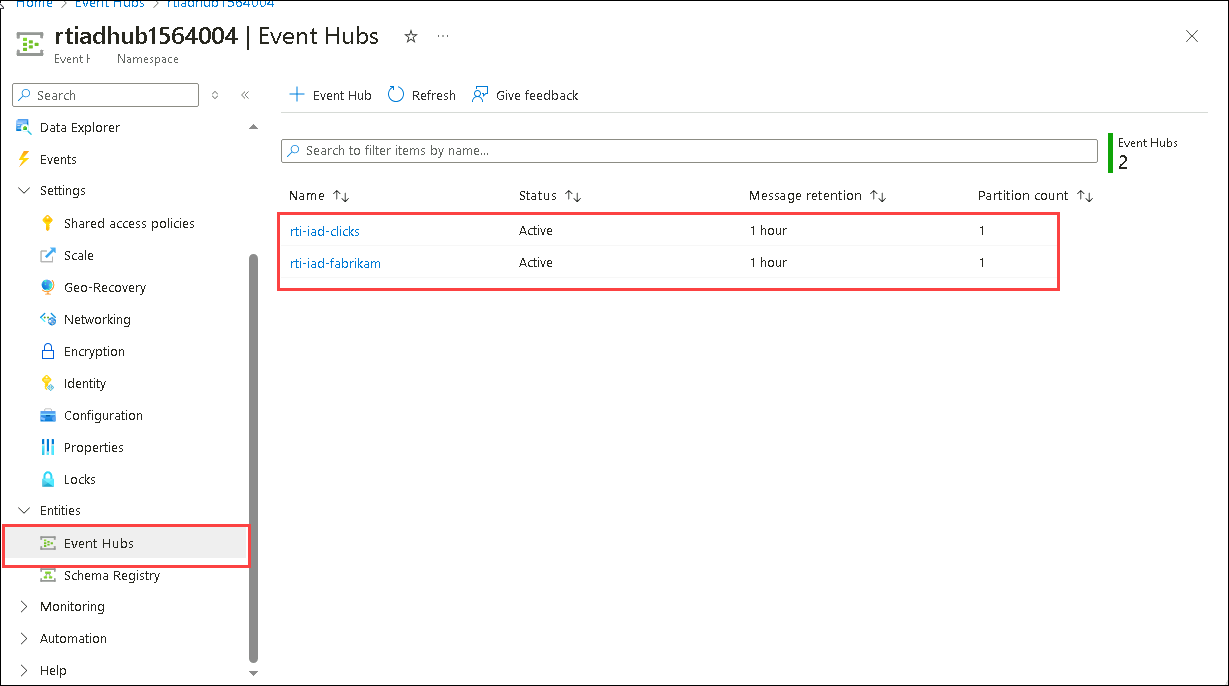 Home > Event Hubs > rtiadhub1564004
rtiadhub1564004 | Event Hubs
Event H Namespace
Search
+ Event Hub Refresh Give feedback
Data Explorer
Events
Settings
Shared access policies
Scale
Geo-Recovery
Networking
Encryption
Identity
Configuration
Properties
Locks
Entities
Event Hubs
Schema Registry
Monitoring
Automation
Help
Search to filter items by name...
Event Hubs
2
Name Status Message retention Partition count
rti-iad-clicks Active 1 hour 1
rti-iad-fabrikam Active 1 hour 1